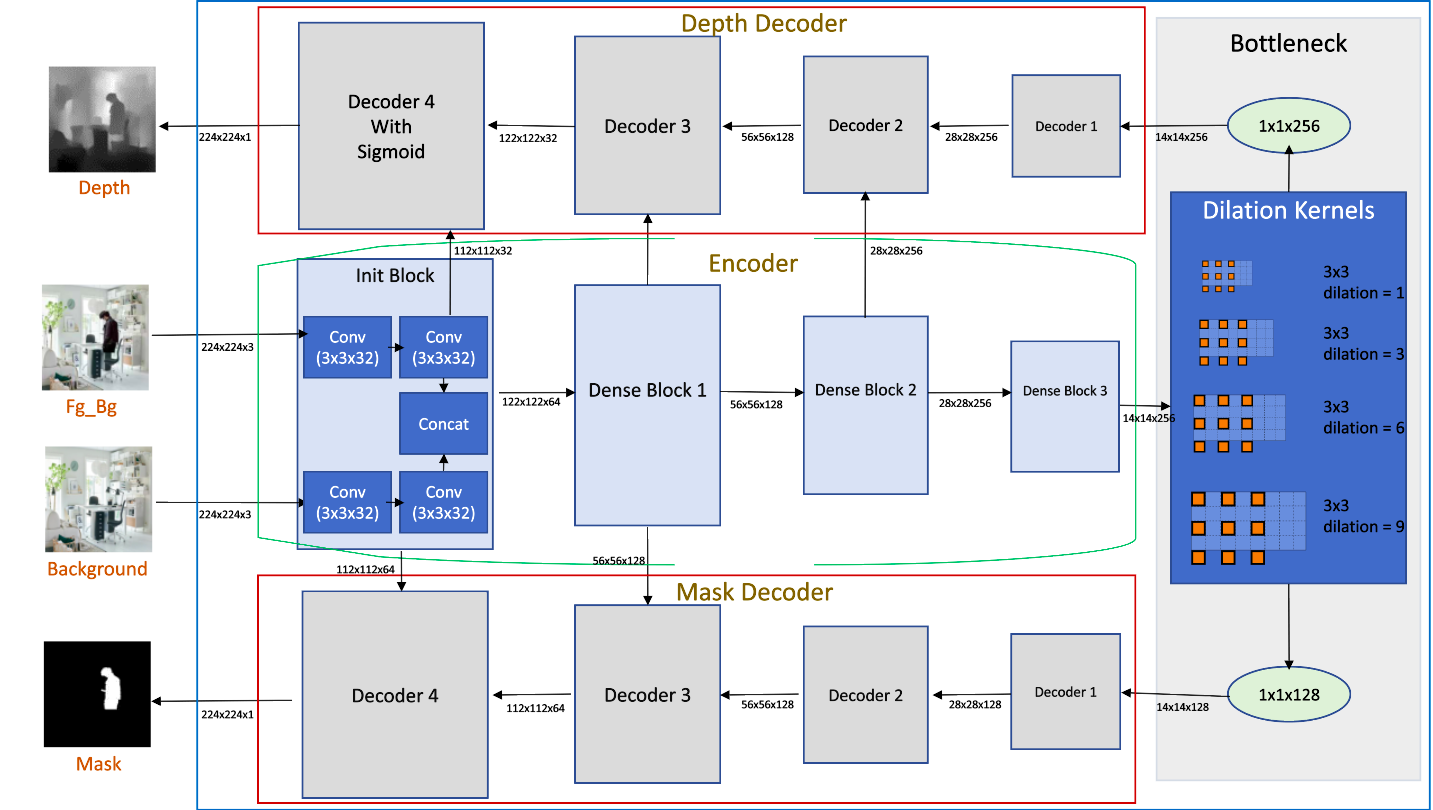 Depth Decoder
Bottleneck
Decoder 4
With
Sigmoid
Decoder 3
Decoder 2
Decoder 1
1x1x256
224x224x1
122x122x32
56x56x128
28x28x256
14x14x256
Depth
Dilation Kernels
112x112x32
28x28x256
Encoder
Init Block
3x3
dilation = 1
Conv
(3x3x32)
Conv
(3x3x32)
224x224x3
3x3
dilation = 3
Dense Block 1
Dense Block 2
Dense Block 3
122x122x64
56x56x128
28x28x256
14x14x256
Fg_Bg
Concat
3x3
dilation = 6
Conv
(3x3x32)
Conv
(3x3x32)
224x224x3
3x3
dilation = 9
Background
112x112x64
56x56x128
Mask Decoder
Decoder 4
Decoder 3
Decoder 2
Decoder 1
1x1x128
224x224x1
112x112x64
56x56x128
28x28x128
14x14x128
Mask